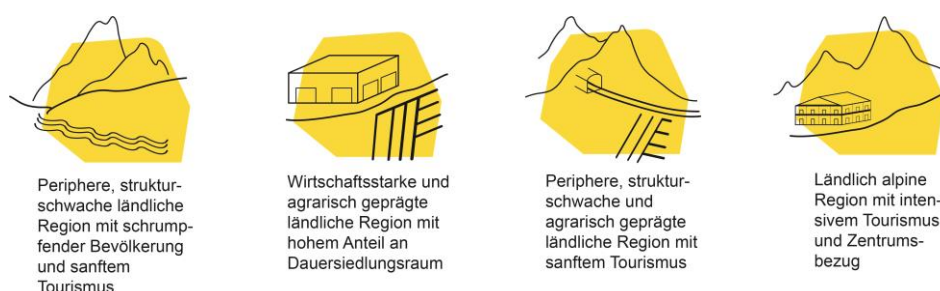 Periphere, struktur-
schwache ländliche
Region mit schrump-
fender Bevölkerung
und sanftem
Tourismus
Wirtschaftsstarke und
agrarisch geprägte
ländliche Region mit
hohem Anteil an
Dauersiedlungsraum
Periphere, struktur-
schwache und
agrarisch geprägte
ländliche Region mit
sanftem Tourismus
Ländlich alpine
Region mit inten-
sivem Tourismus
und Zentrums-
bezug